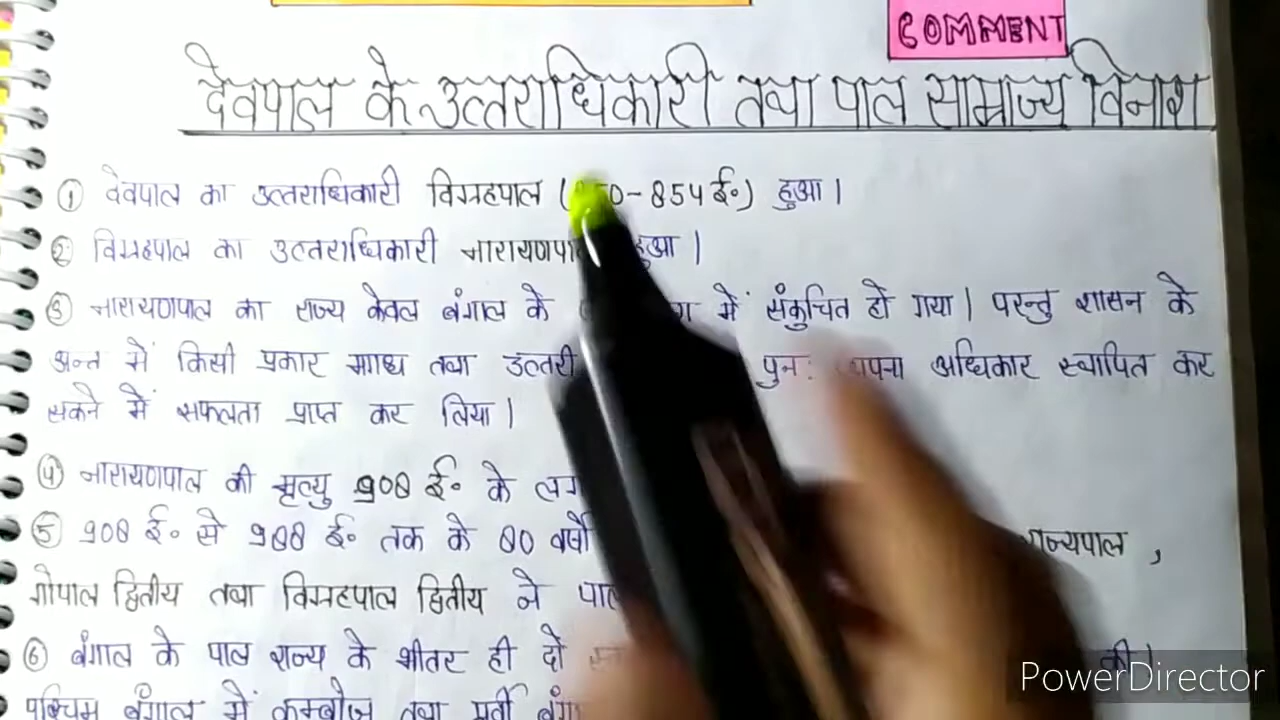 COMMENT
देवपाल के उत्तराधिकारी तथा पाल साम्राज्य विनाश
① देवपाल का उत्तराधिकारी विग्रहपाल ( 50-854 ई॰) हुआ।
② विग्रहपाल का उत्तराधिकारी नारायणपा हुआ।
③ नारायणपाल का राज्य केवल बंगाल के में संकुचित हो गया। परन्तु शासन के
अन्त में किसी प्रकार मगध तथा उत्तरी पुनः अपना अधिकार स्थापित कर
सकने में सफलता प्राप्त कर लिया।
④ नारायणपाल की मृत्यु 908 ई॰ के लग
⑤ 908 ई॰ से 988 ई॰ तक के 80 वर्षो राज्यपाल ,
गोपाल द्वितीय तथा विग्रहपाल द्वितीय ने पाल
⑥ बंगाल के पाल राज्य के भीतर ही दो की।
पश्चिम बंगाल में कम्बोज तथा पूर्वी बंगा
PowerDirector